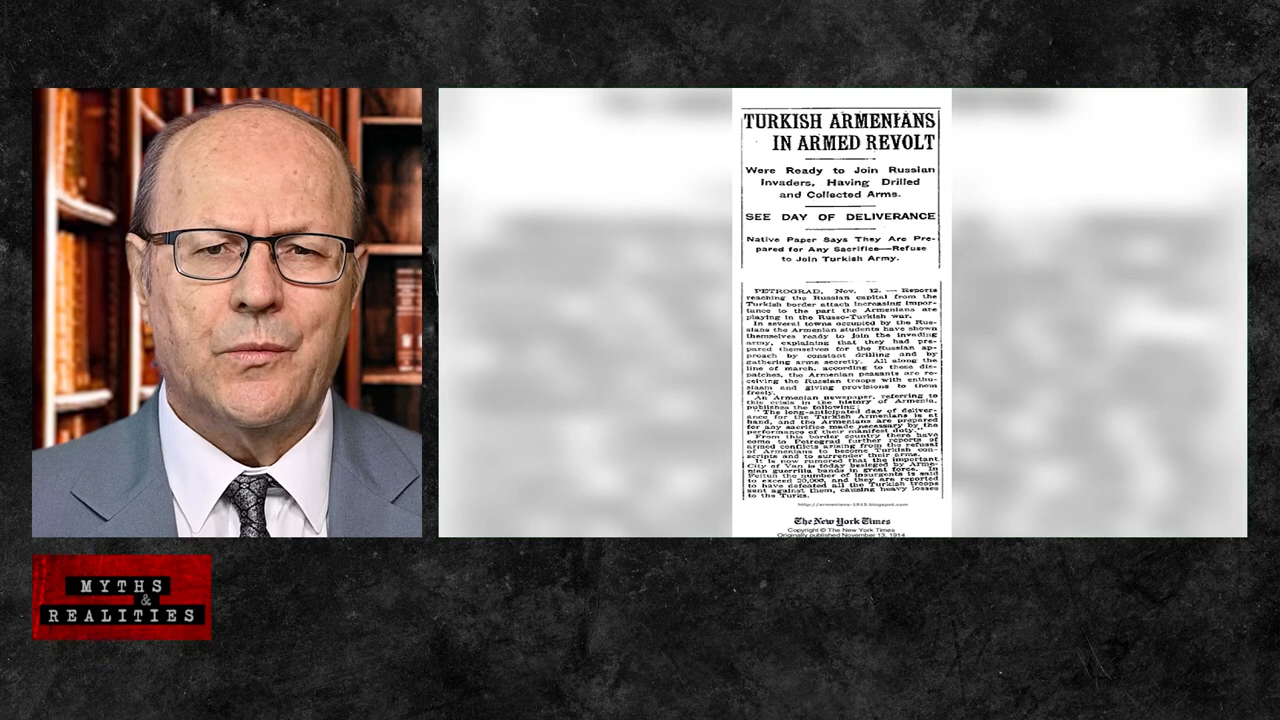 TURKISH ARMENIANS
IN ARMED REVOLT
Were Ready to Join Russian
Invaders, Having Drilled
and Collected Arms.
SEE DAY OF DELIVERANCE
Native Paper Says They Are Pre-
pared for Any Sacrifice—Refuse
to Join Turkish Army.
PETROGRAD, Nov. 12. — Reports
reaching the Russian capital from the
Turkish border attach increasing impor-
tance to the part the Armenians are
playing in the Russo-Turkish war.
In several towns occupied by the Rus-
sians the Armenian students have shown
themselves ready to join the invading
army, explaining that they had pre-
pared themselves for the Russian ap-
proach by constant drilling and by
gathering arms secretly. All along the
line of march, according to these dis-
patches, the Armenian peasants are re-
ceiving the Russian troops with enthu-
siasm and giving provisions to them
freely.
An Armenian newspaper, referring to
this crisis in the history of Armenia,
publishes the following:
"The long-anticipated day of deliver-
ance for the Turkish Armenians is at
hand, and the Armenians are prepared
for any sacrifice made necessary by the
performance of their manifest duty."
From this border country there have
come to Petrograd further reports of
armed conflicts arising from the refusal
of Armenians to become Turkish con-
scripts and to surrender their arms.
It is now rumored that the important
City of Van is today besieged by Arme-
nian guerrilla bands in great force. In
Feitun the number of insurgents is said
to exceed 20,000, and they are reported
to have defeated all the Turkish troops
sent against them, causing heavy losses
to the Turks.
http://armenians-1915.blogspot.com
The New York Times
Copyright © The New York Times
Originally published November 13, 1914
MYTHS
&
REALITIES